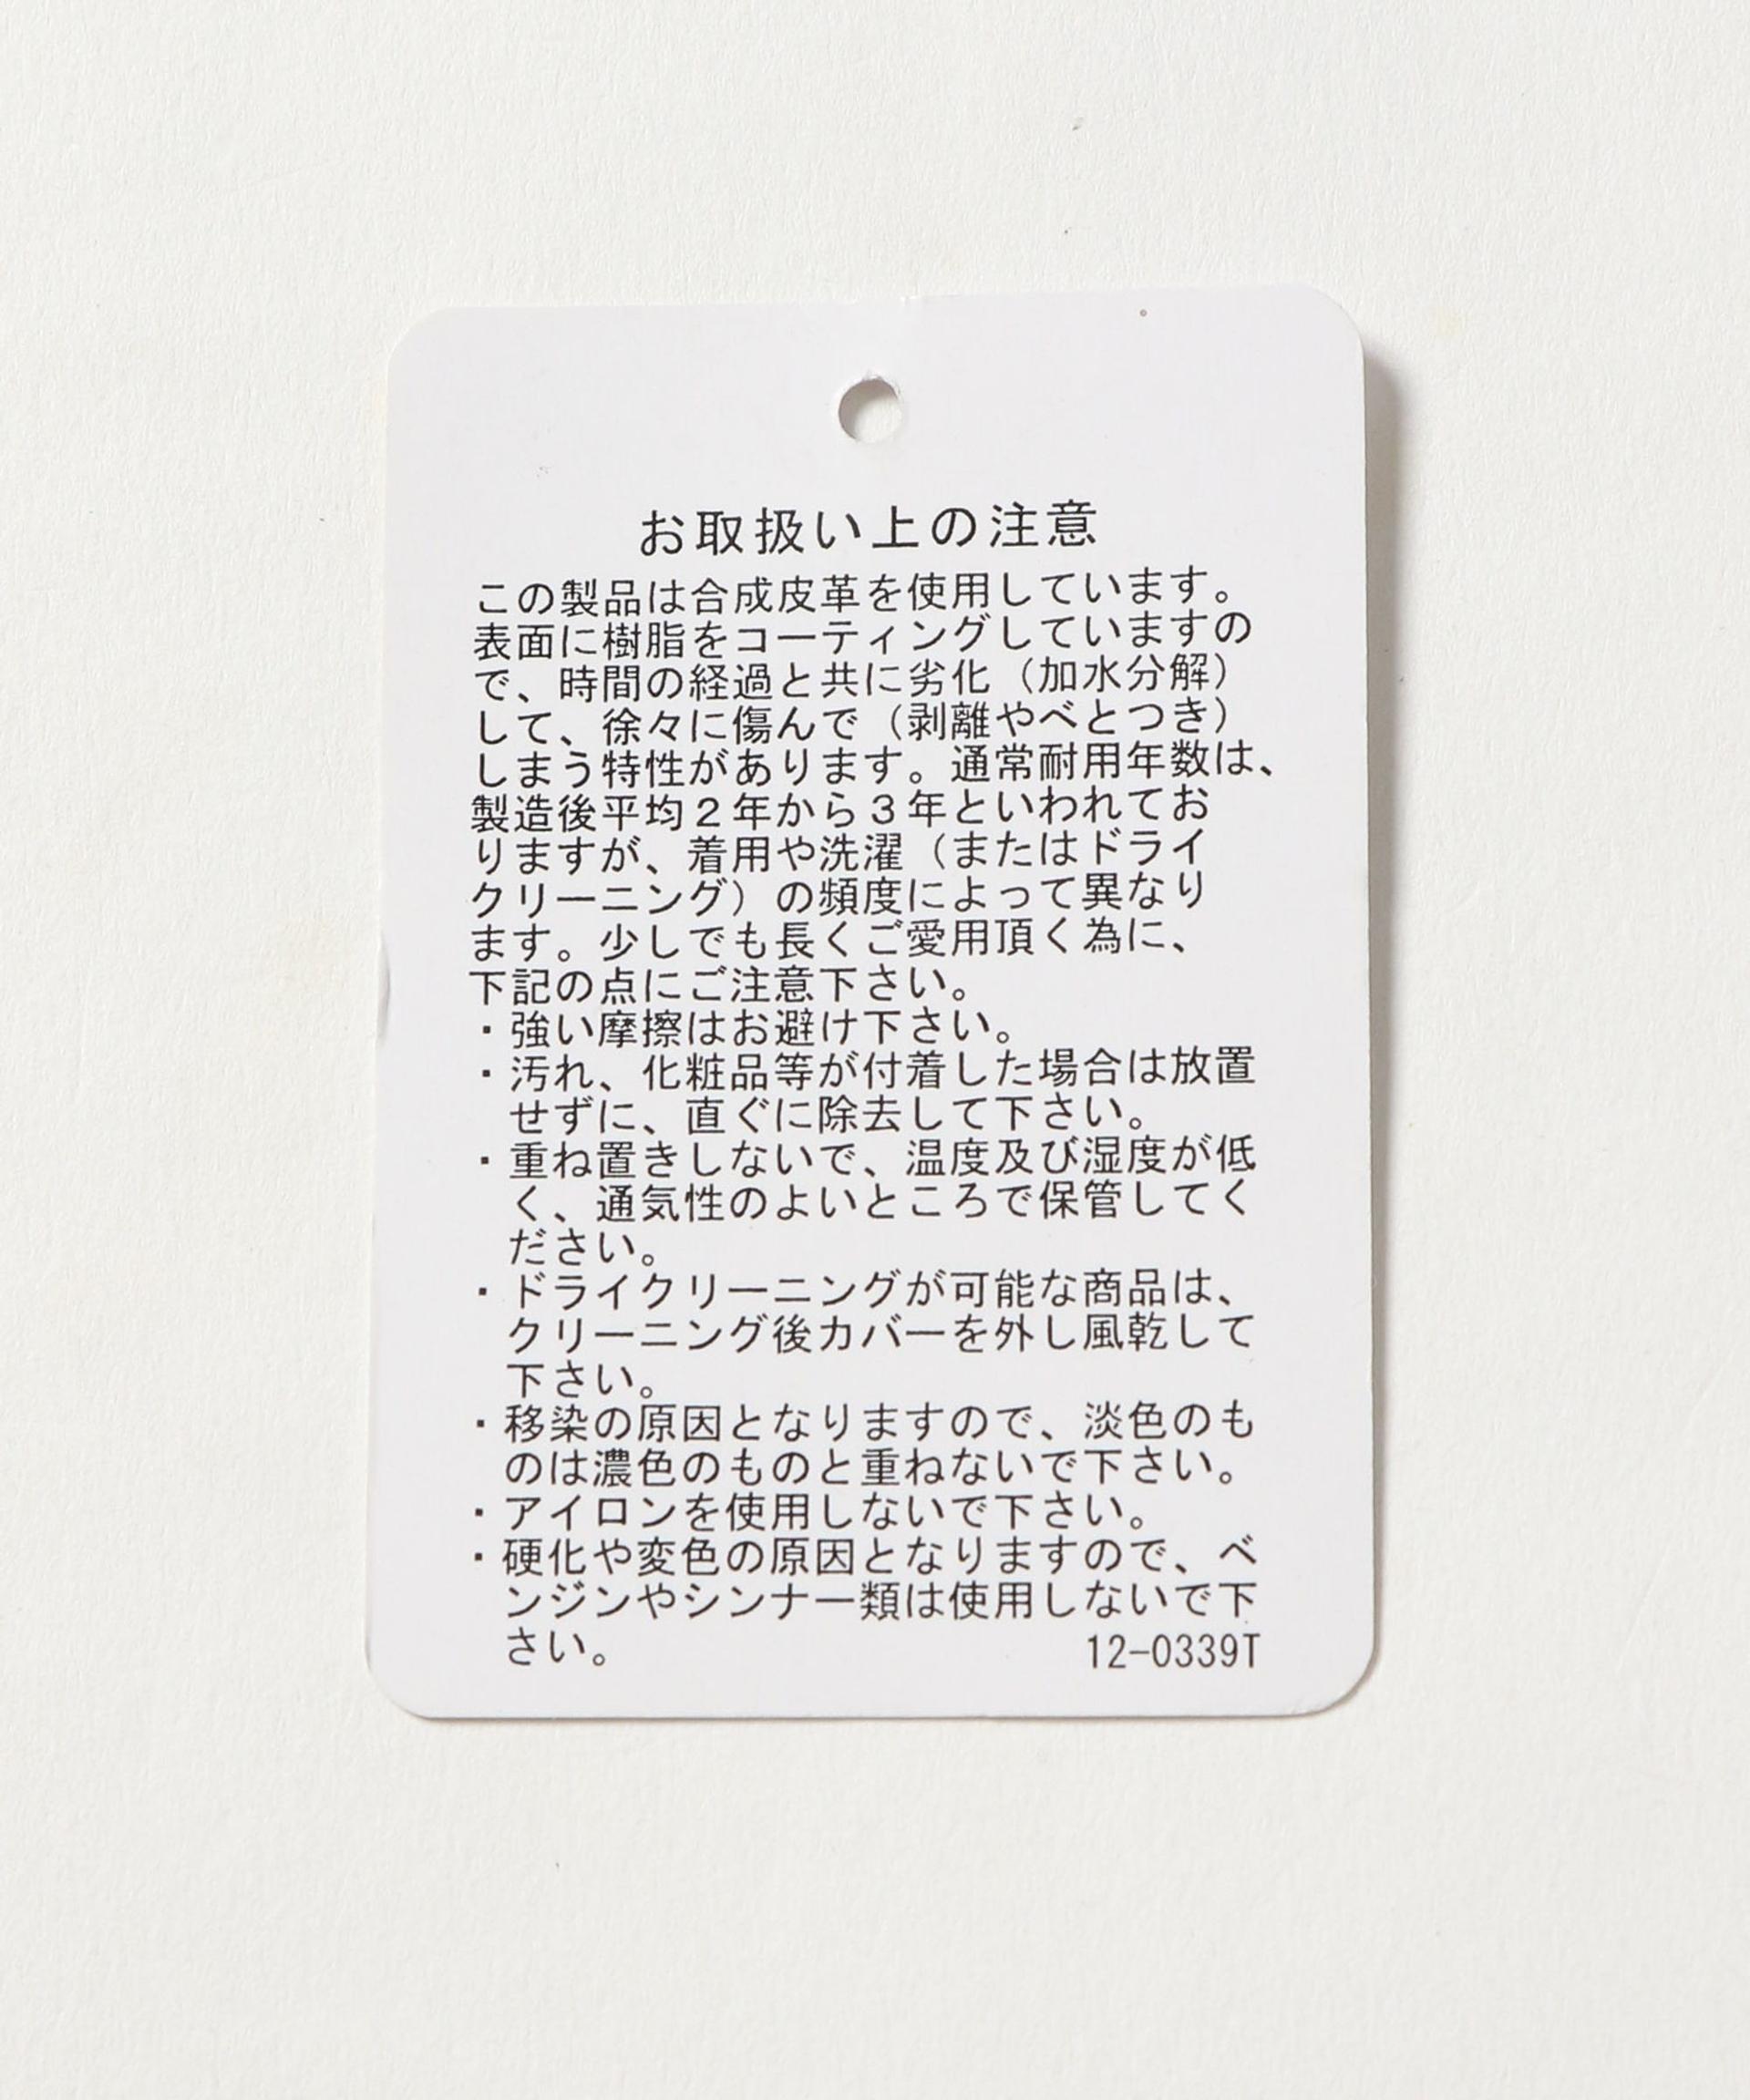 お取扱い上の注意
この製品は合成皮革を使用しています。
表面に樹脂をコーティングしていますの
で、時間の経過と共に劣化（加水分解）
して、徐々に傷んで（剥離やべとつき）
しまう特性があります。通常耐用年数は、
製造後平均２年から３年といわれてお
りますが、着用や洗濯（またはドライ
クリーニング）の頻度によって異なり
ます。少しでも長くご愛用頂く為に、
下記の点にご注意下さい。
・強い摩擦はお避け下さい。
・汚れ、化粧品等が付着した場合は放置
せずに、直ぐに除去して下さい。
・重ね置きしないで、温度及び湿度が低
く、通気性のよいところで保管してく
ださい。
・ドライクリーニングが可能な商品は、
クリーニング後カバーを外し風乾して
下さい。
・移染の原因となりますので、淡色のも
のは濃色のものと重ねないで下さい。
・アイロンを使用しないで下さい。
・硬化や変色の原因となりますので、ベ
ンジンやシンナー類は使用しないで下
さい。 12-0339T